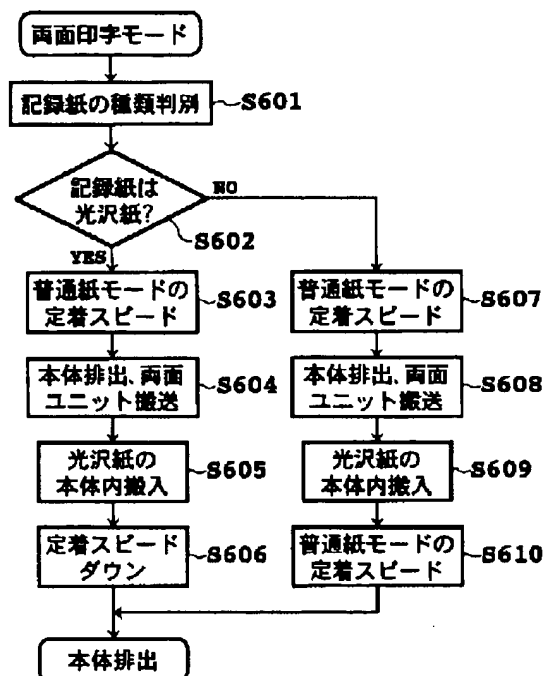 両面印字モード
記録紙の種類判別
S601
記録紙は
光沢紙?
S602
NO
YES
普通紙モードの
定着スピード
S603
本体排出、両面
ユニット搬送
S604
光沢紙の
本体内搬入
S605
定着スピード
ダウン
S606
普通紙モードの
定着スピード
S607
本体排出、両面
ユニット搬送
S608
光沢紙の
本体内搬入
S609
普通紙モードの
定着スピード
S610
本体排出